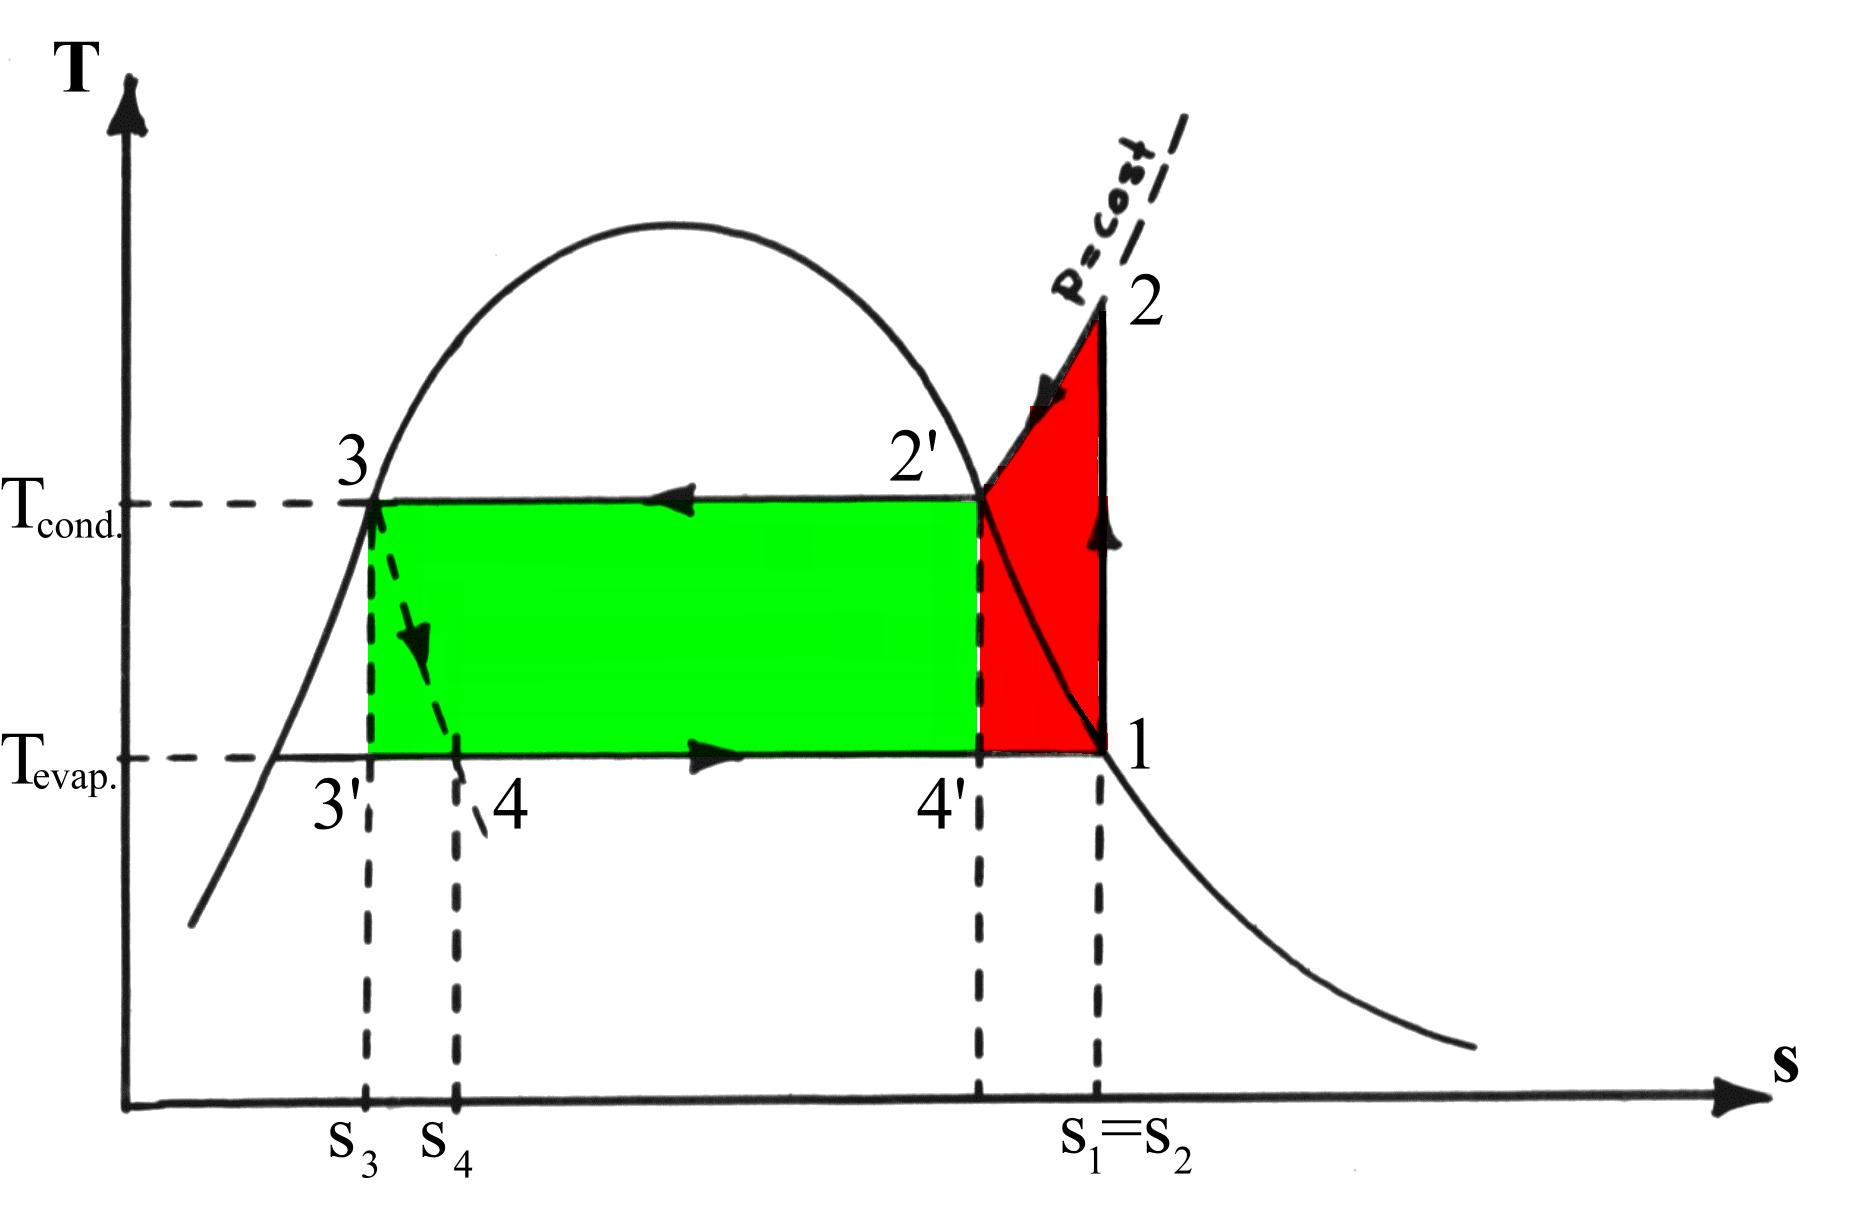 T
p=cost
2
3
2'
Tcond.
Tevap.
1
3'
4
4'
s
s3
s4
s1=s2